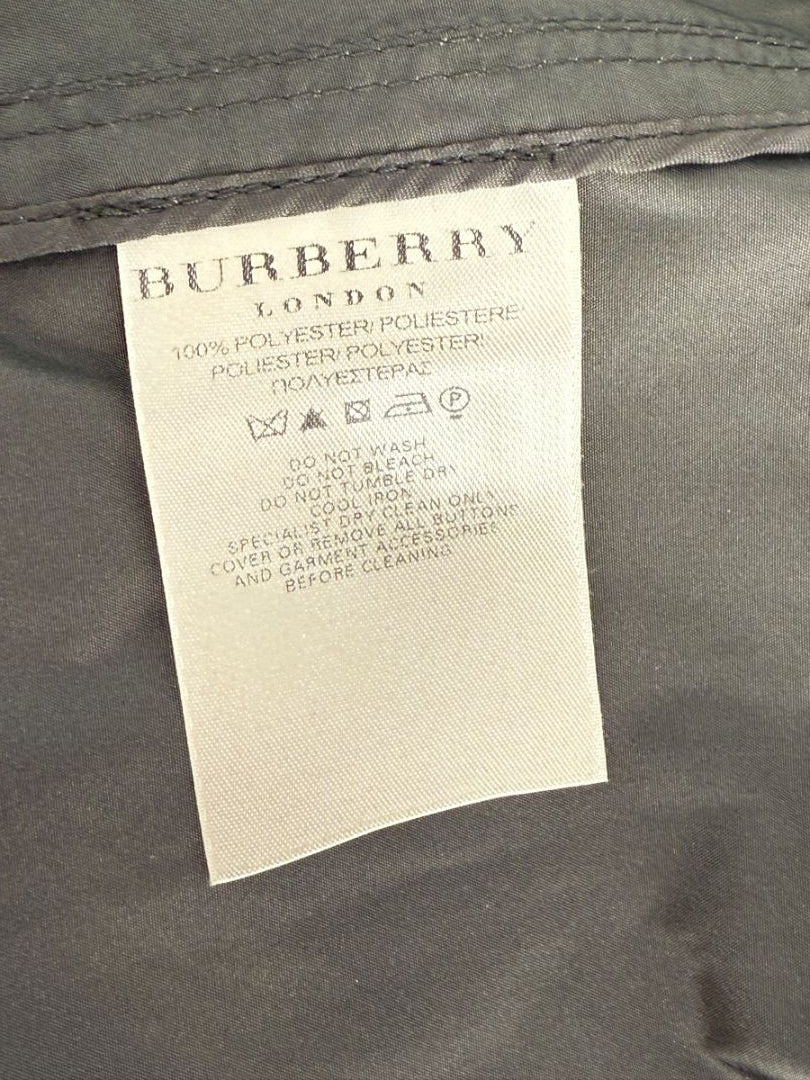 BURBERRY
LONDON
100% POLYESTER/ POLIESTERE
POLIESTER/ POLYESTER/
ΠΟΛΥΕΣΤΕΡΑΣ
P
DO NOT WASH
DO NOT BLEACH
DO NOT TUMBLE DRY
COOL IRON
SPECIALIST DRY CLEAN ONLY
COVER OR REMOVE ALL BUTTONS
AND GARMENT ACCESSORIES
BEFORE CLEANING